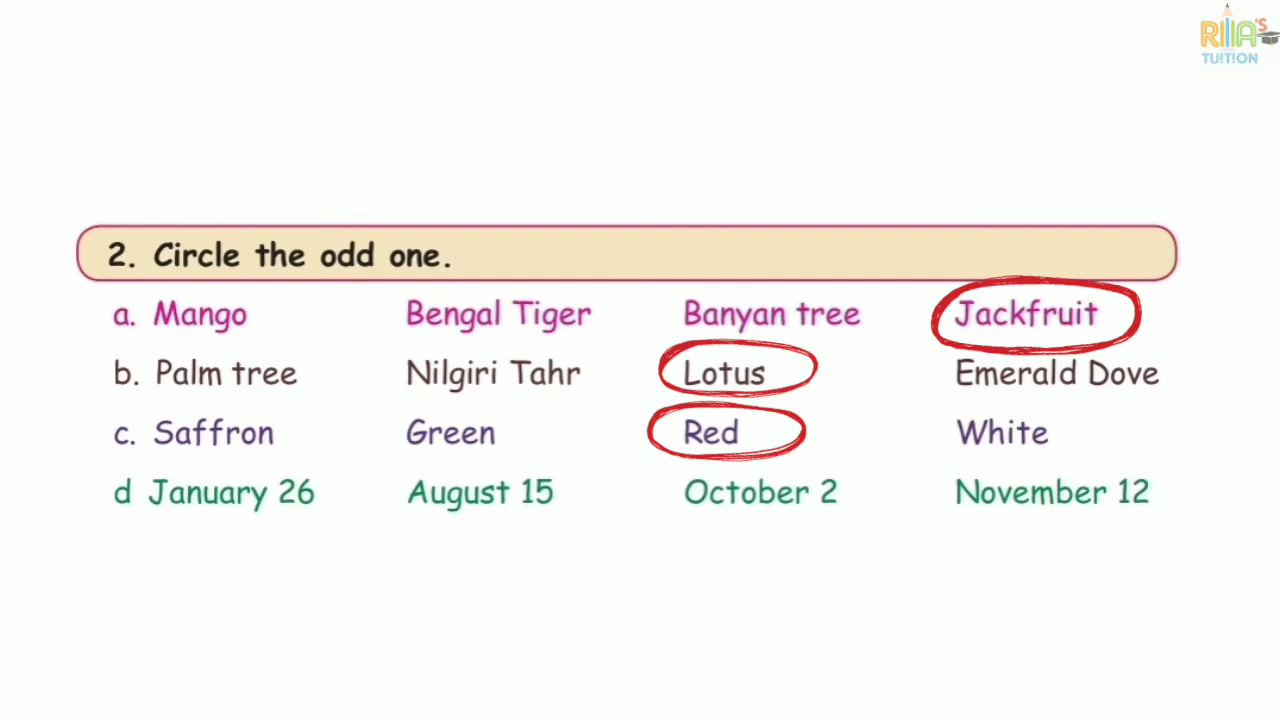 RIIA'S
TUITION
2. Circle the odd one.
a. Mango Bengal Tiger Banyan tree Jackfruit
b. Palm tree Nilgiri Tahr Lotus Emerald Dove
c. Saffron Green Red White
d January 26 August 15 October 2 November 12